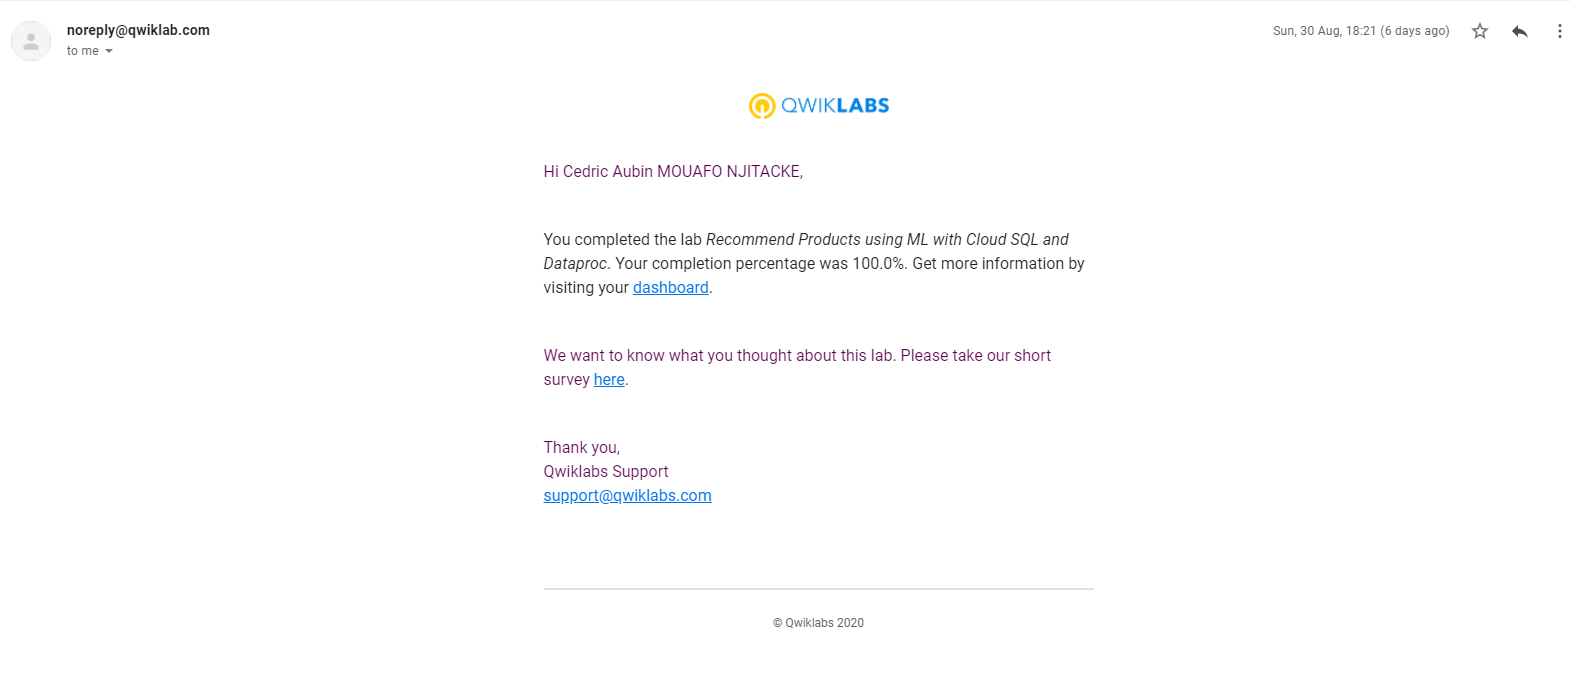 noreply@qwiklab.com
Sun, 30 Aug, 18:21 (6 days ago)
to me
QWIKLABS
Hi Cedric Aubin MOUAFO NJITACKE,
You completed the lab Recommend Products using ML with Cloud SQL and
Dataproc. Your completion percentage was 100.0%. Get more information by
visiting your dashboard.
We want to know what you thought about this lab. Please take our short
survey here.
Thank you,
Qwiklabs Support
support@qwiklabs.com
© Qwiklabs 2020